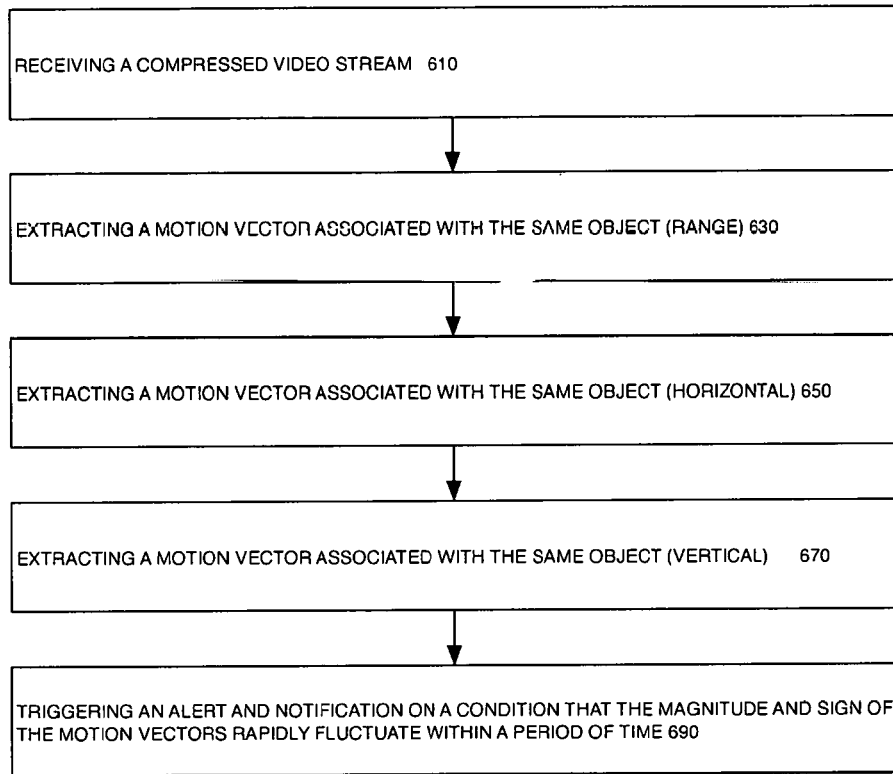 RECEIVING A COMPRESSED VIDEO STREAM 610
EXTRACTING A MOTION VECTOR ASSOCIATED WITH THE SAME OBJECT (RANGE) 630
EXTRACTING A MOTION VECTOR ASSOCIATED WITH THE SAME OBJECT (HORIZONTAL) 650
EXTRACTING A MOTION VECTOR ASSOCIATED WITH THE SAME OBJECT (VERTICAL) 670
TRIGGERING AN ALERT AND NOTIFICATION ON A CONDITION THAT THE MAGNITUDE AND SIGN OF
THE MOTION VECTORS RAPIDLY FLUCTUATE WITHIN A PERIOD OF TIME 690